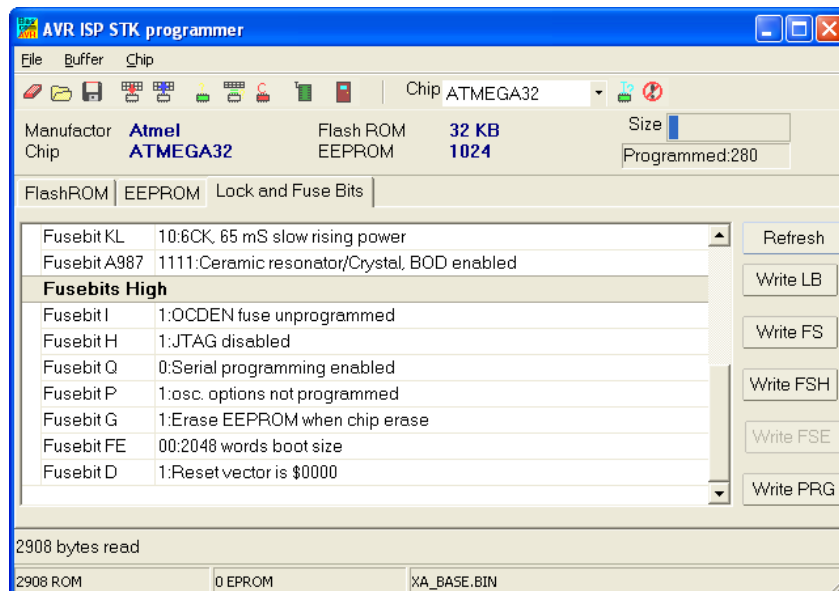 AVR ISP STK programmer
File Buffer Chip
Chip ATMEGA32
Manufactor Atmel Flash ROM 32 KB Size
Chip ATMEGA32 EEPROM 1024 Programmed:280
FlashROM EEPROM Lock and Fuse Bits
Fusebit KL 10:6CK, 65 mS slow rising power
Fusebit A987 1111:Ceramic resonator/Crystal, BOD enabled
Fusebits High
Fusebit I 1:OCDEN fuse unprogrammed
Fusebit H 1:JTAG disabled
Fusebit Q 0:Serial programming enabled
Fusebit P 1:osc. options not programmed
Fusebit G 1:Erase EEPROM when chip erase
Fusebit FE 00:2048 words boot size
Fusebit D 1:Reset vector is $0000
Refresh
Write LB
Write FS
Write FSH
Write FSE
Write PRG
2908 bytes read
2908 ROM 0 EPROM XA_BASE.BIN